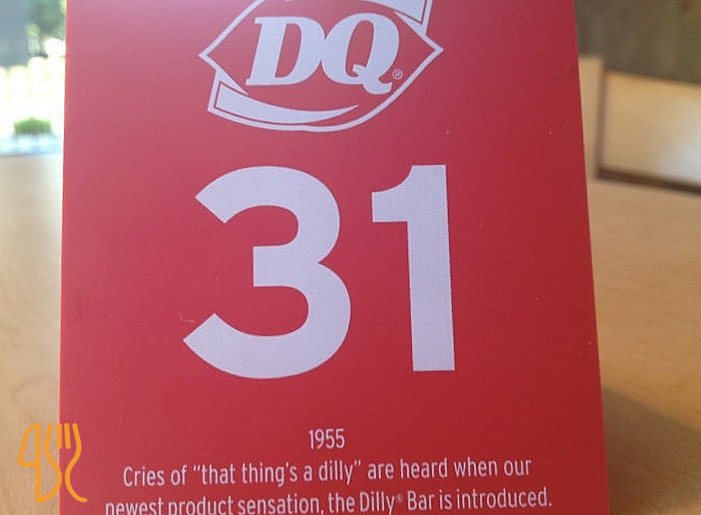 DQ®
31
1955
Cries of “that thing's a dilly” are heard when our
newest product sensation, the Dilly® Bar is introduced.